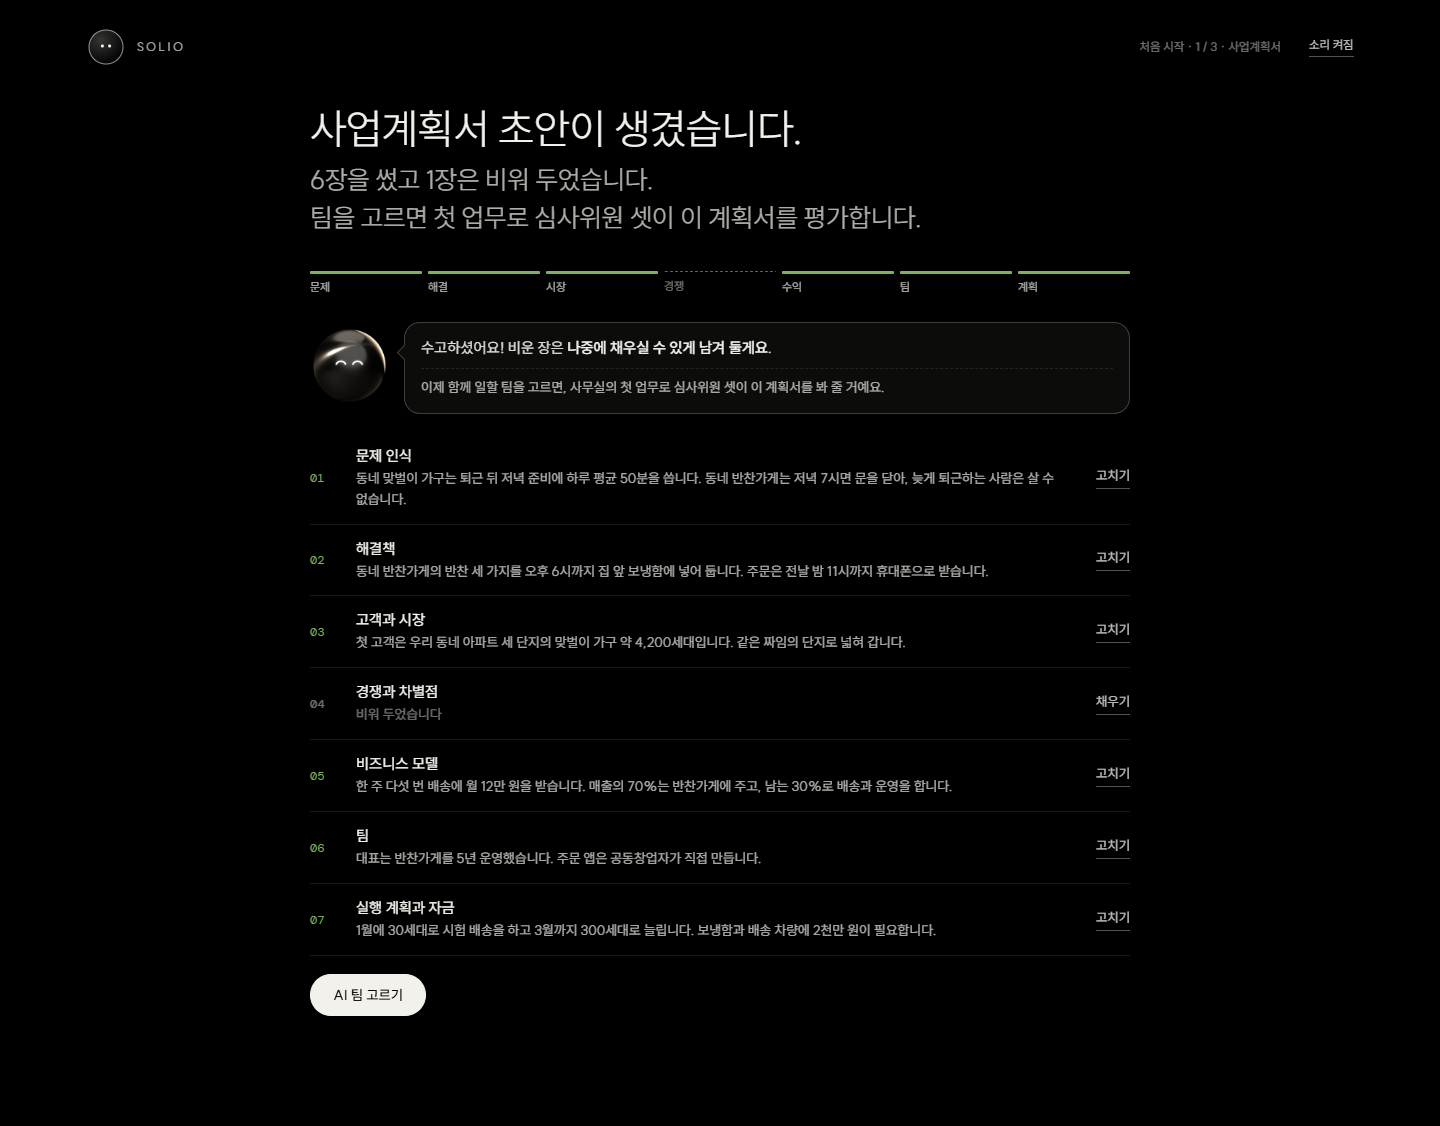 SOLIO
처음 시작 · 1 / 3 · 사업계획서
소리 켜짐
사업계획서 초안이 생겼습니다.
6장을 썼고 1장은 비워 두었습니다.
팀을 고르면 첫 업무로 심사위원 셋이 이 계획서를 평가합니다.
문제
해결
시장
경쟁
수익
팀
계획
수고하셨어요! 비운 장은 나중에 채우실 수 있게 남겨 둘게요.
이제 함께 일할 팀을 고르면, 사무실의 첫 업무로 심사위원 셋이 이 계획서를 봐 줄 거예요.
01
문제 인식
동네 맞벌이 가구는 퇴근 뒤 저녁 준비에 하루 평균 50분을 씁니다. 동네 반찬가게는 저녁 7시면 문을 닫아, 늦게 퇴근하는 사람은 살 수
없습니다.
고치기
02
해결책
동네 반찬가게의 반찬 세 가지를 오후 6시까지 집 앞 보냉함에 넣어 둡니다. 주문은 전날 밤 11시까지 휴대폰으로 받습니다.
고치기
03
고객과 시장
첫 고객은 우리 동네 아파트 세 단지의 맞벌이 가구 약 4,200세대입니다. 같은 짜임의 단지로 넓혀 갑니다.
고치기
04
경쟁과 차별점
비워 두었습니다
채우기
05
비즈니스 모델
한 주 다섯 번 배송에 월 12만 원을 받습니다. 매출의 70%는 반찬가게에 주고, 남는 30%로 배송과 운영을 합니다.
고치기
06
팀
대표는 반찬가게를 5년 운영했습니다. 주문 앱은 공동창업자가 직접 만듭니다.
고치기
07
실행 계획과 자금
1월에 30세대로 시험 배송을 하고 3월까지 300세대로 늘립니다. 보냉함과 배송 차량에 2천만 원이 필요합니다.
고치기
AI 팀 고르기